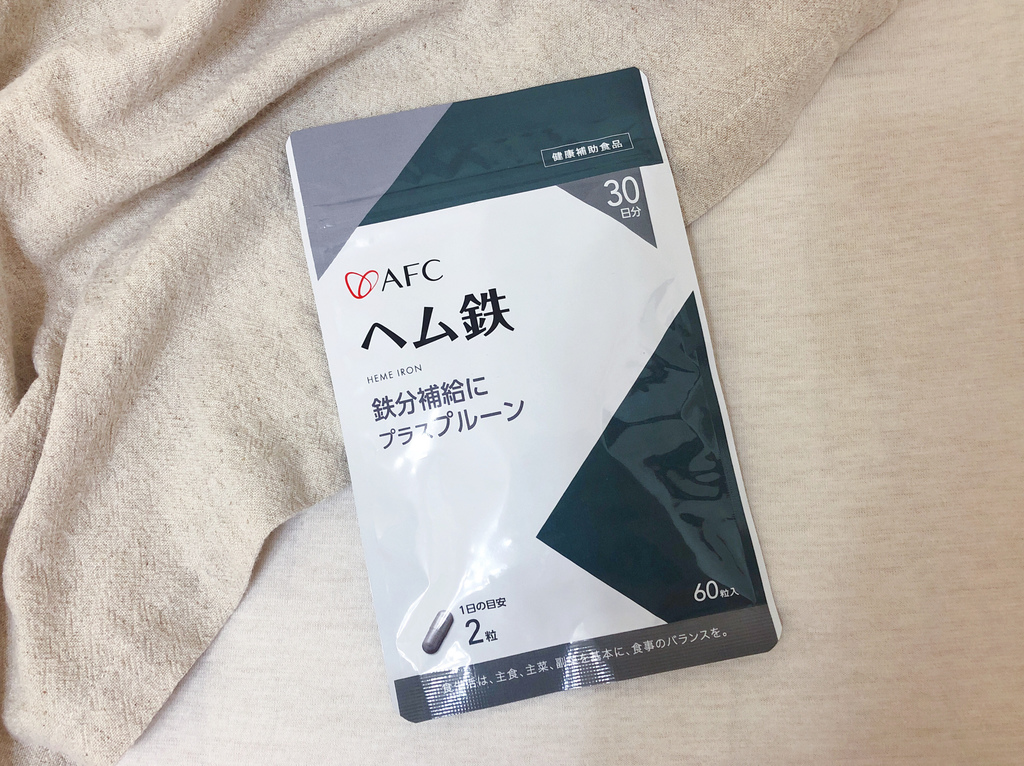 健康補助食品
30
日分
AFC
ヘム鉄
HEME IRON
鉄分補給に
プラスプルーン
1日の目安
2粒
60粒入
食生活は、主食、主菜、副菜を基本に、食事のバランスを。